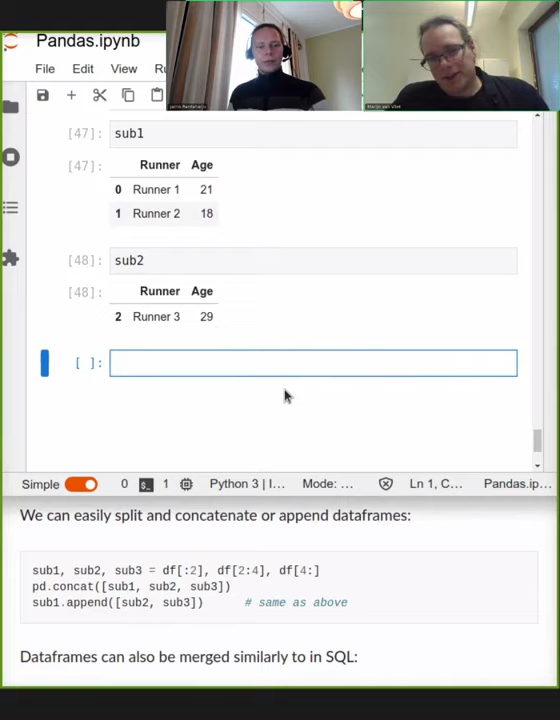 Pandas.ipynb
File Edit View Ru
[47]: sub1
[47]: Runner Age
0 Runner 1 21
1 Runner 2 18
[48]: sub2
[48]: Runner Age
2 Runner 3 29
[ ]:
Simple 0 $_ 1 Python 3 | I... Mode: ... Ln 1, C... Pandas.ip...
We can easily split and concatenate or append dataframes:
sub1, sub2, sub3 = df[:2], df[2:4], df[4:]
pd.concat([sub1, sub2, sub3])
sub1.append([sub2, sub3]) # same as above
Dataframes can also be merged similarly to in SQL: